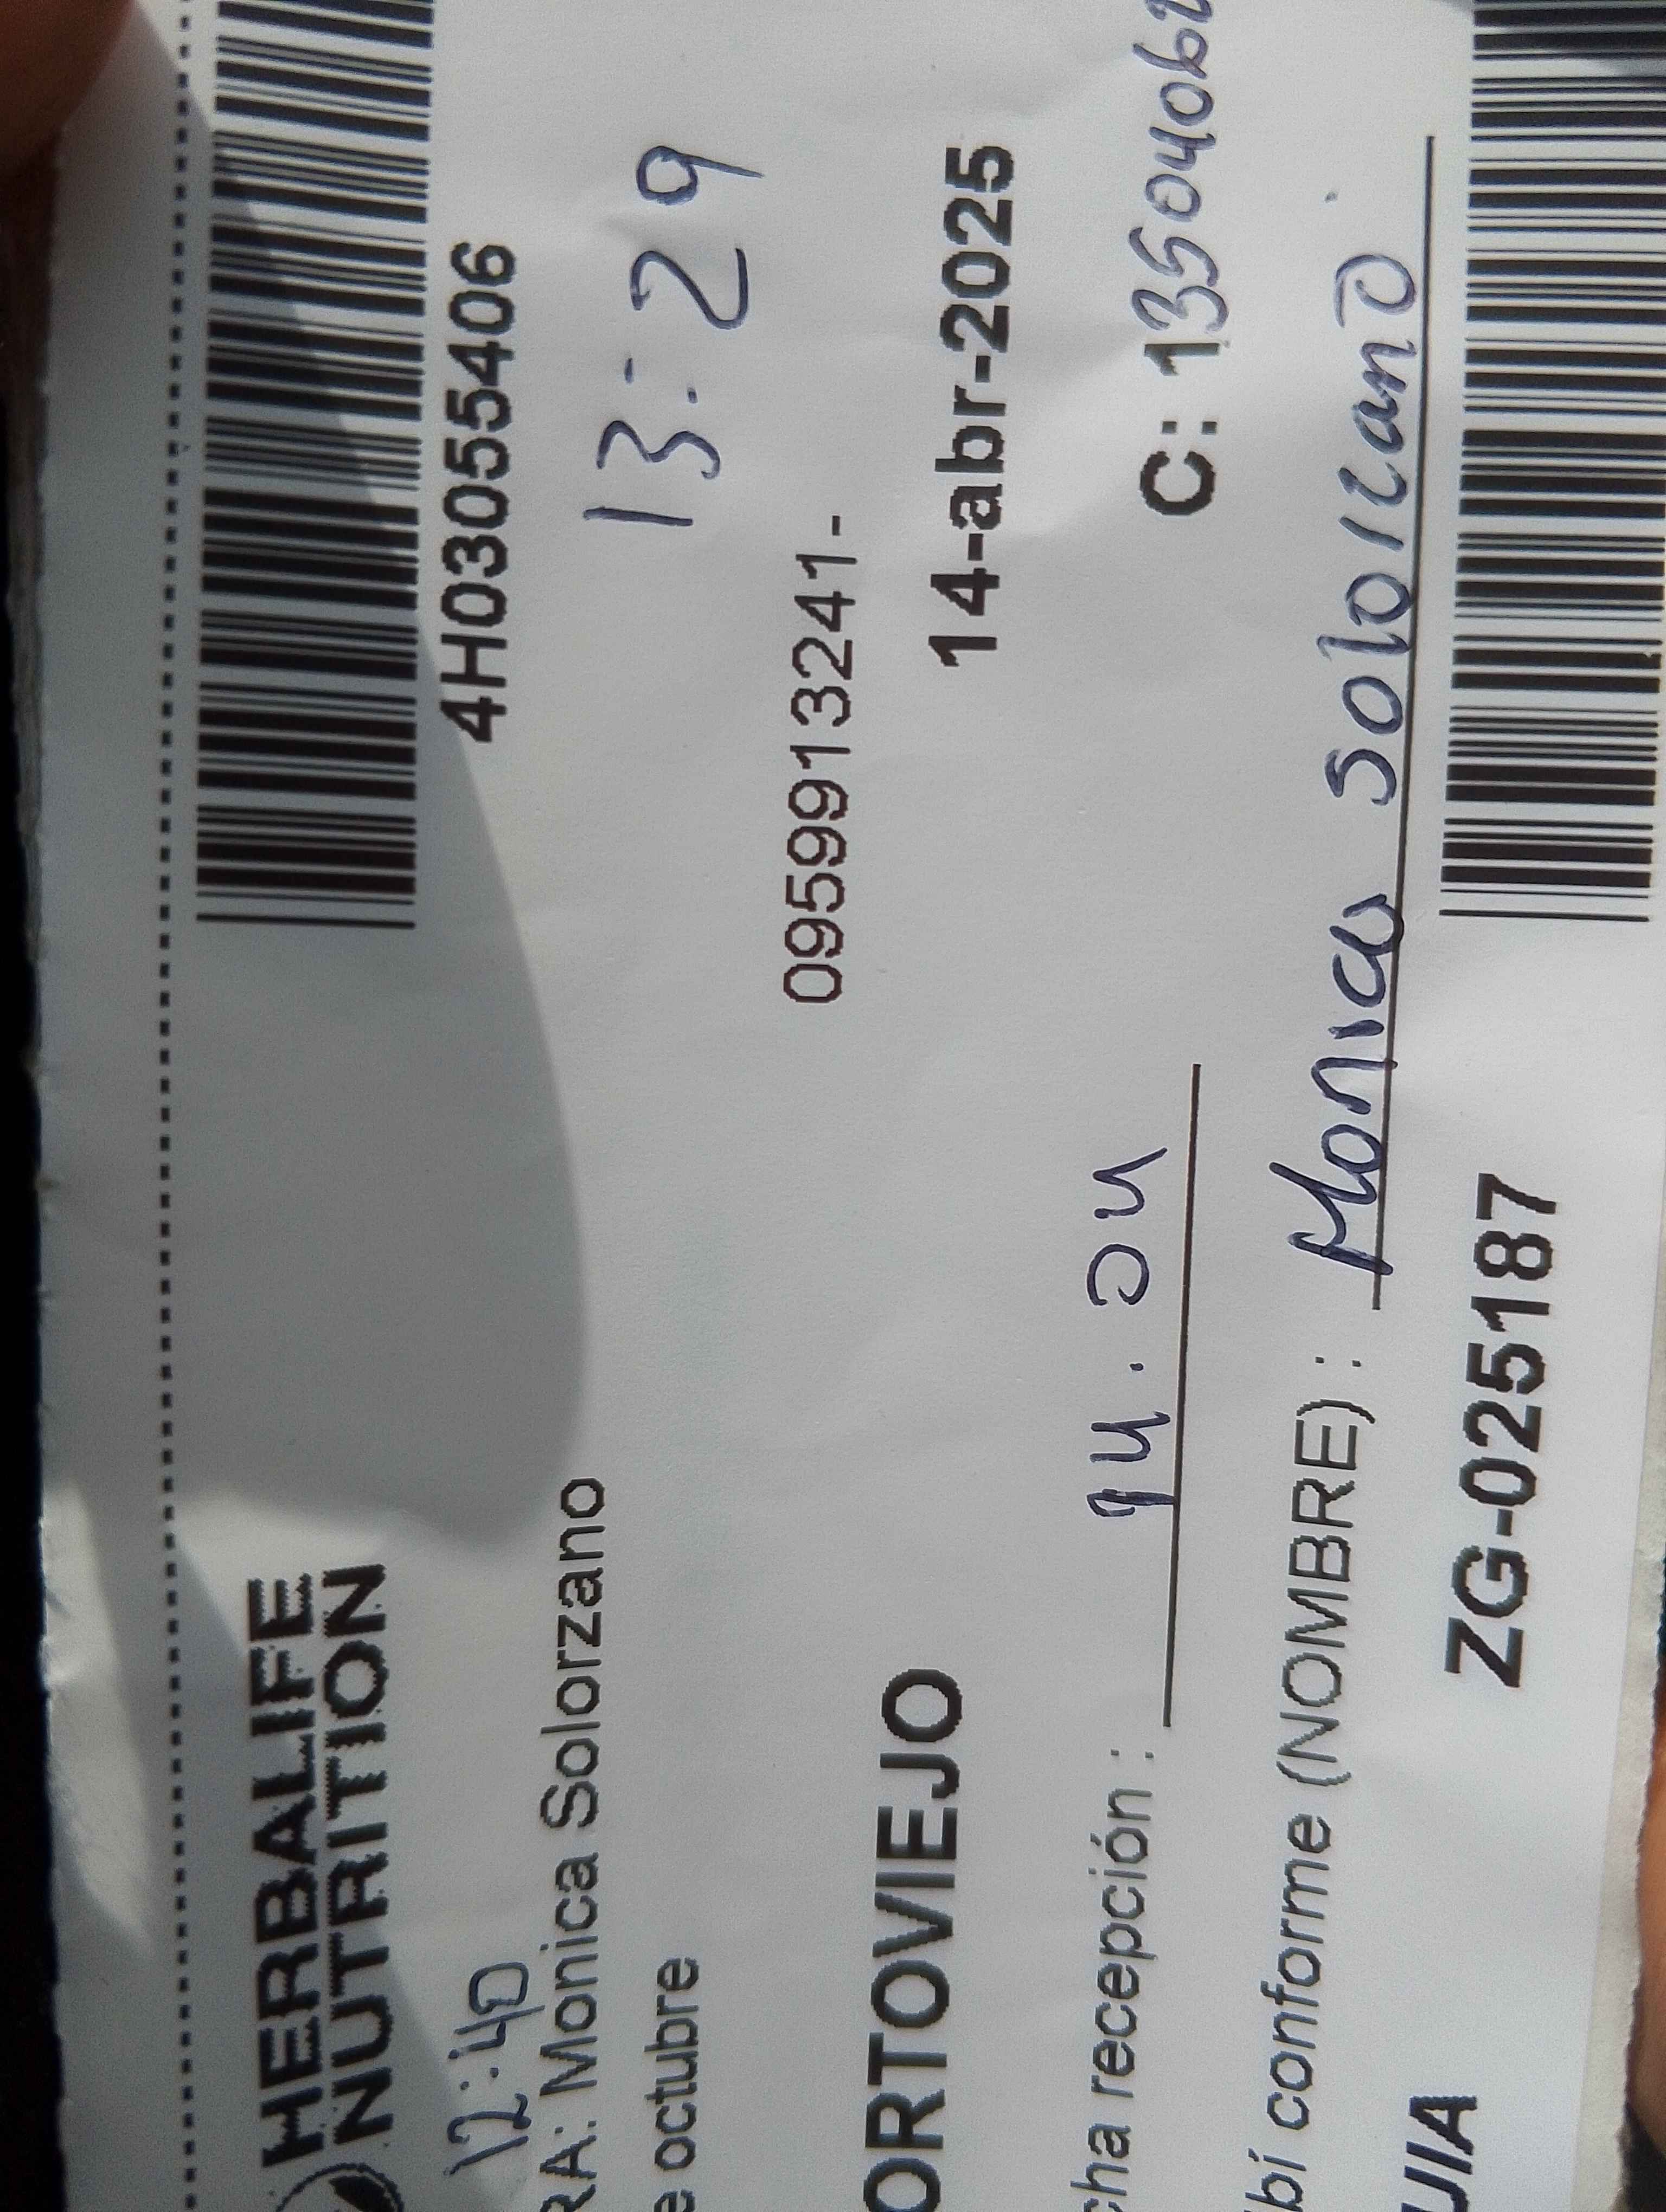 HERBALIFE
NUTRITION
4H03055406
12:40
RA: Monica Solorzano
13:29
e octubre
0959913241-
ORTOVIEJO
14-abr-2025
cha recepción : 14.04
C: 13504062
bí conforme (NOMBRE) : Monica Solorzano
UIA ZG-025187